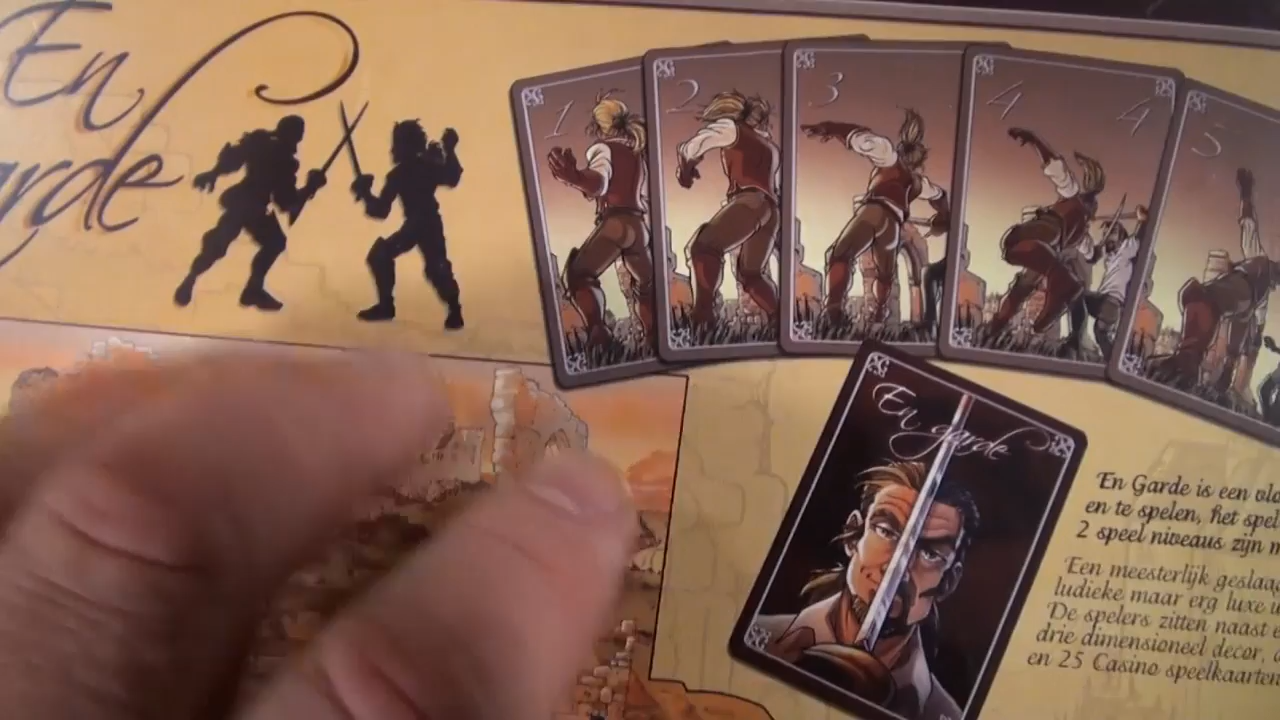 En
garde
1 2 3 4 4 5
En garde
En Garde is een
en te spelen, het spel
2 speel niveaus zijn
Een meesterlijk
ludieke maar erg luxe
De spelers zitten naast
drie dimensioneel decor,
en 25 Casino speelkaarten